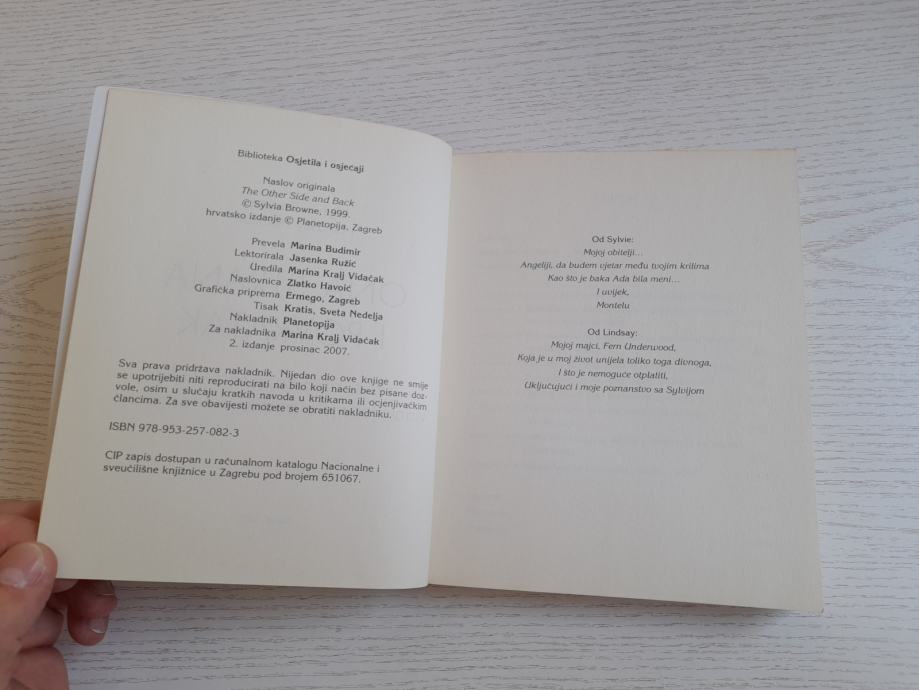 Biblioteka Osjetila i osjećaji
Naslov originala
The Other Side and Back
© Sylvia Browne, 1999.
hrvatsko izdanje © Planetopija, Zagreb
Prevela Marina Budimir
Lektorirala Jasenka Ružić
Uredila Marina Kralj Vidačak
Naslovnica Zlatko Havoić
Grafička priprema Ermego, Zagreb
Tisak Kratis, Sveta Nedelja
Nakladnik Planetopija
Za nakladnika Marina Kralj Vidačak
2. izdanje prosinac 2007.
Sva prava pridržava nakladnik. Nijedan dio ove knjige ne smije
se upotrijebiti niti reproducirati na bilo koji način bez pisane doz-
vole, osim u slučaju kratkih navoda u kritikama ili ocjenjivačkim
člancima. Za sve obavijesti možete se obratiti nakladniku.
ISBN 978-953-257-082-3
CIP zapis dostupan u računalnom katalogu Nacionalne i
sveučilišne knjižnice u Zagrebu pod brojem 651067.
Od Sylvie:
Mojoj obitelji...
Angeliji, da budem vjetar među tvojim krilima
Kao što je baka Ada bila meni...
I uvijek,
Montelu
Od Lindsay:
Mojoj majci, Fern Underwood,
Koja je u moj život unijela toliko toga divnoga,
I što je nemoguće otplatiti,
Uključujući i moje poznanstvo sa Sylvijom